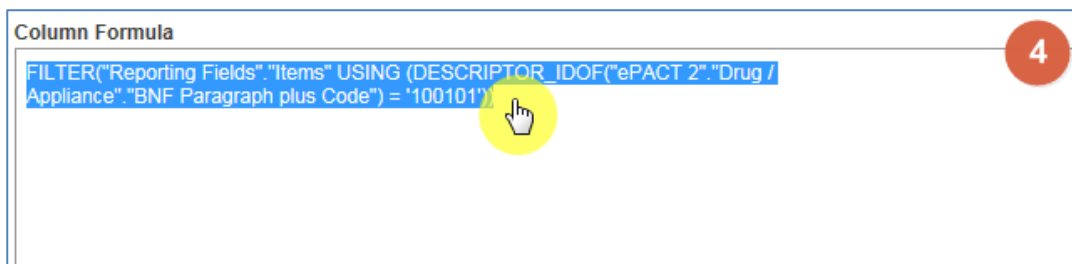 Column Formula
4
FILTER("Reporting Fields"."Items" USING (DESCRIPTOR_IDOF("ePACT 2"."Drug /
Appliance"."BNF Paragraph plus Code") = '100101'))